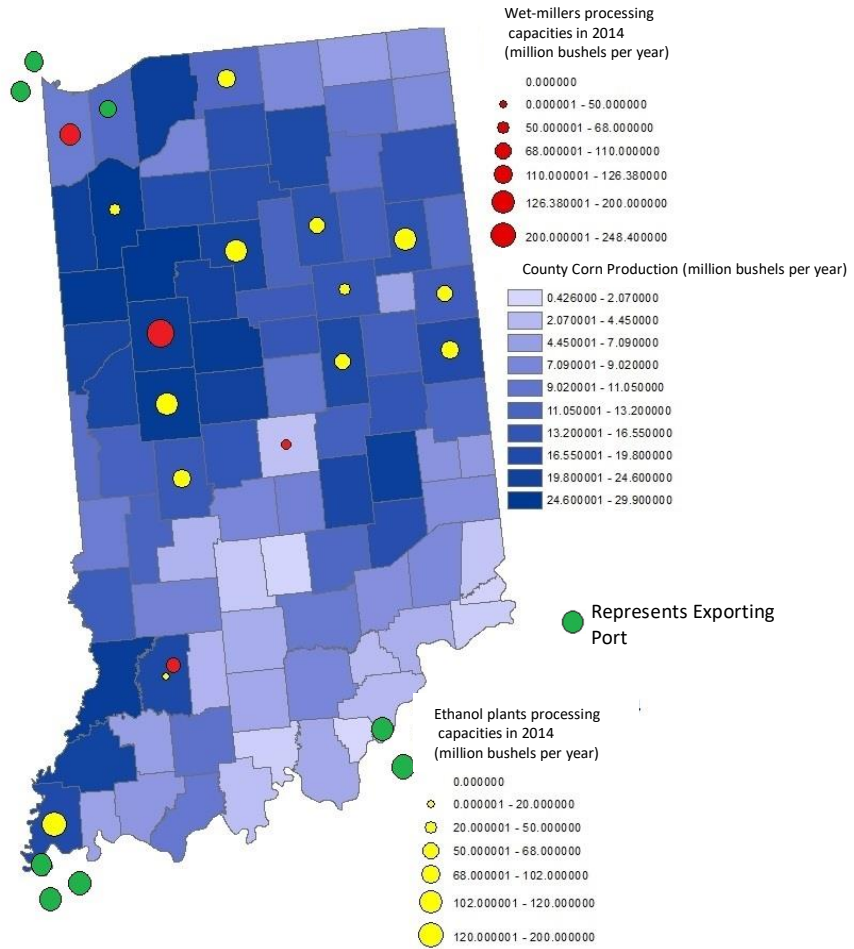 Wet-millers processing
capacities in 2014
(million bushels per year)
0.000000
0.000001 - 50.000000
50.000001 - 68.000000
68.000001 - 110.000000
110.000001 - 126.380000
126.380001 - 200.000000
200.000001 - 248.400000
County Corn Production (million bushels per year)
0.426000 - 2.070000
2.070001 - 4.450000
4.450001 - 7.090000
7.090001 - 9.020000
9.020001 - 11.050000
11.050001 - 13.200000
13.200001 - 16.550000
16.550001 - 19.800000
19.800001 - 24.600000
24.600001 - 29.900000
Represents Exporting
Port
Ethanol plants processing
capacities in 2014
(million bushels per year)
0.000000
0.000001 - 20.000000
20.000001 - 50.000000
50.000001 - 68.000000
68.000001 - 102.000000
102.000001 - 120.000000
120.000001 - 200.000000